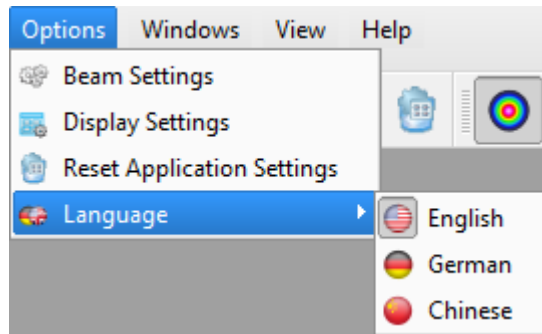 Options Windows View Help
Beam Settings
Display Settings
Reset Application Settings
Language
English
German
Chinese